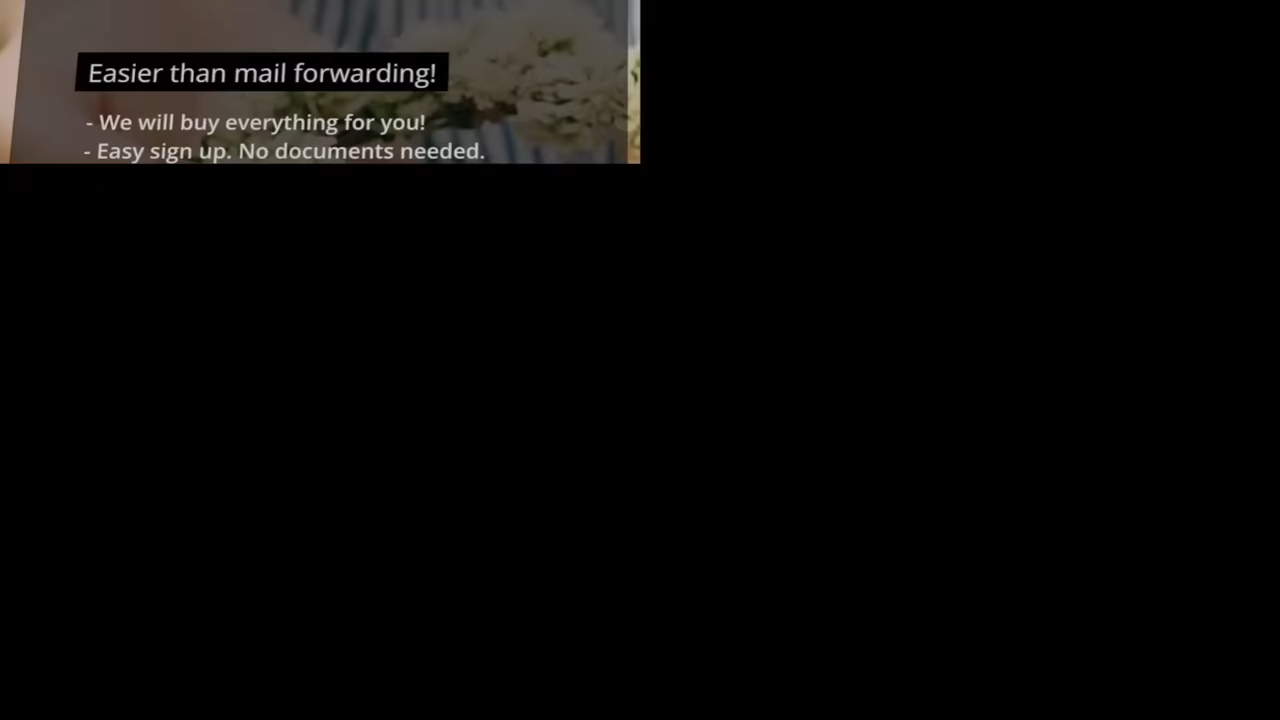 Easier than mail forwarding!
- We will buy everything for you!
- Easy sign up. No documents needed.